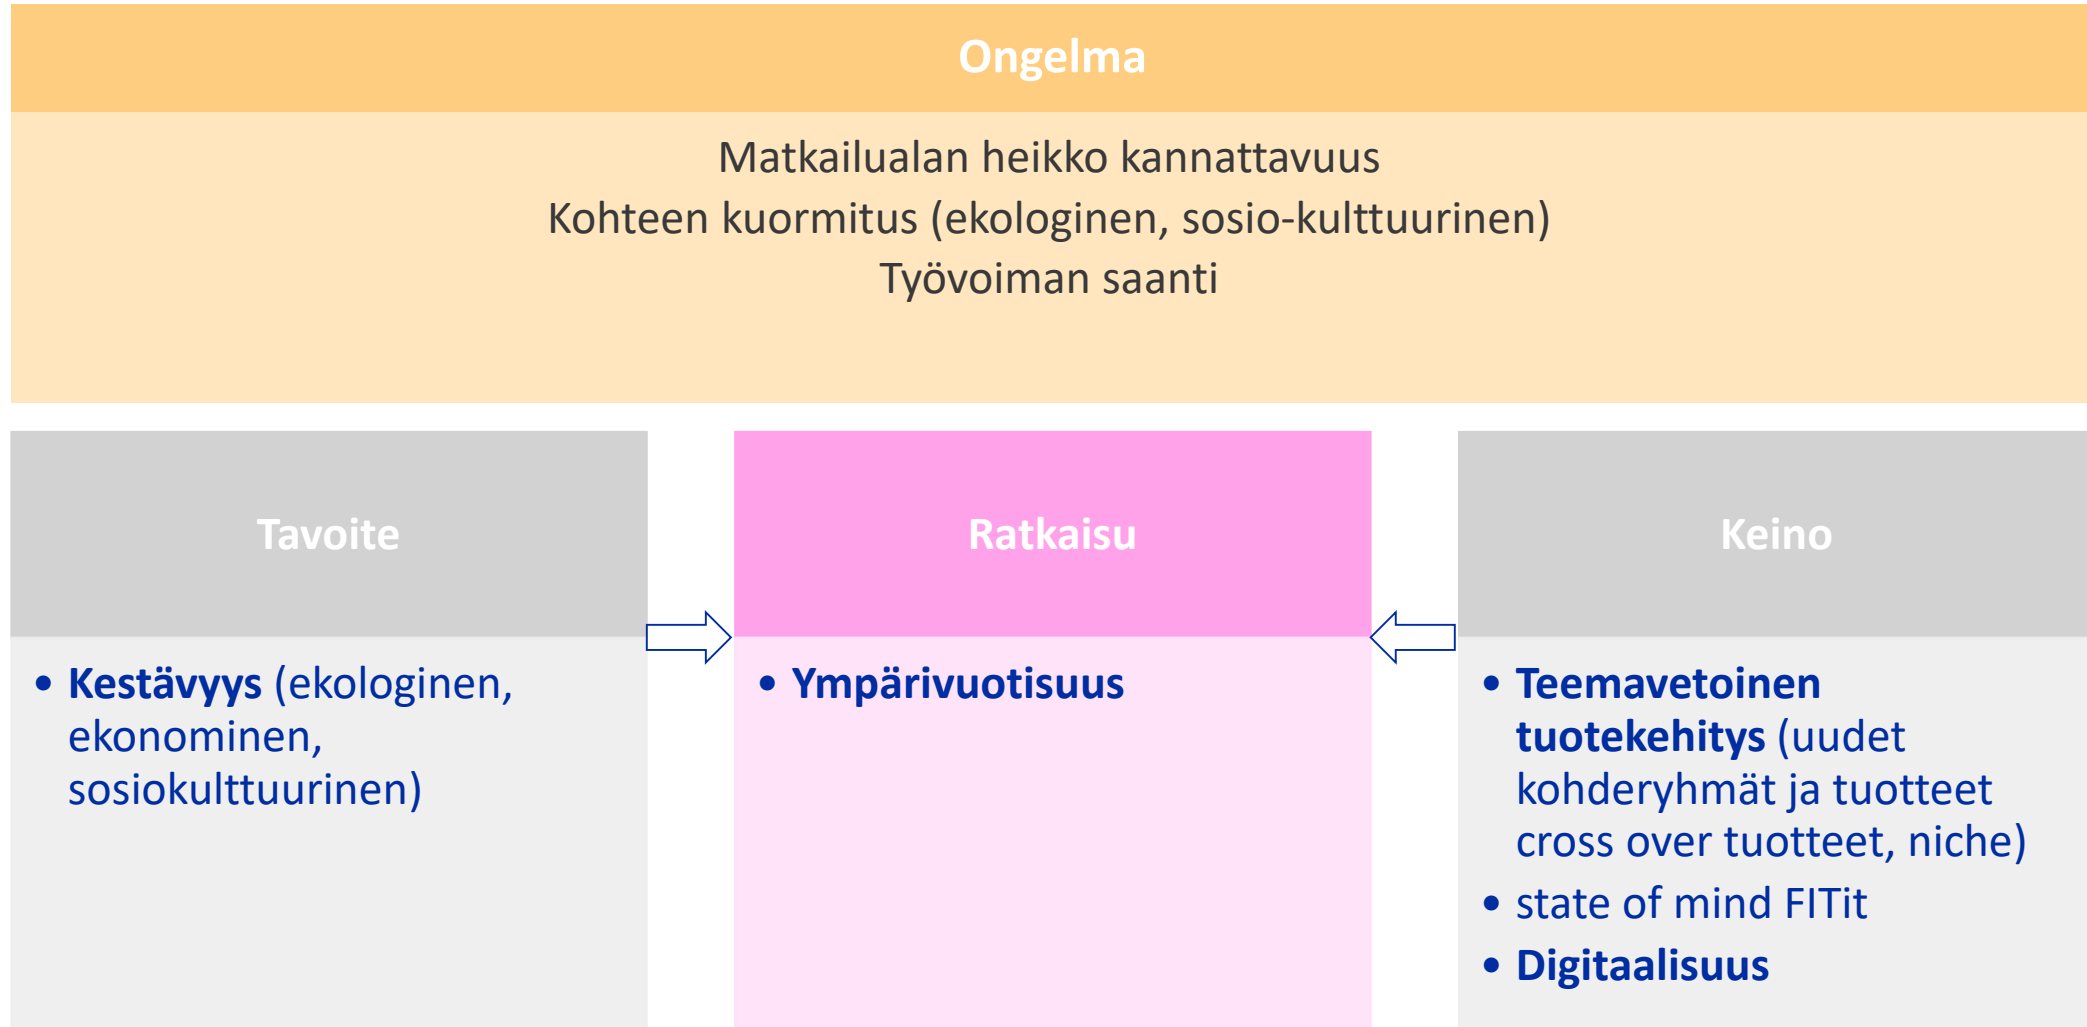 Ongelma
Matkailualan heikko kannattavuus
Kohteen kuormitus (ekologinen, sosio-kulttuurinen)
Työvoiman saanti
Tavoite
• Kestävyys (ekologinen,
ekonominen,
sosiokulttuurinen)
Ratkaisu
• Ympärivuotisuus
Keino
• Teemavetoinen
tuotekehitys (uudet
kohderyhmät ja tuotteet
cross over tuotteet, niche)
• state of mind FITit
• Digitaalisuus